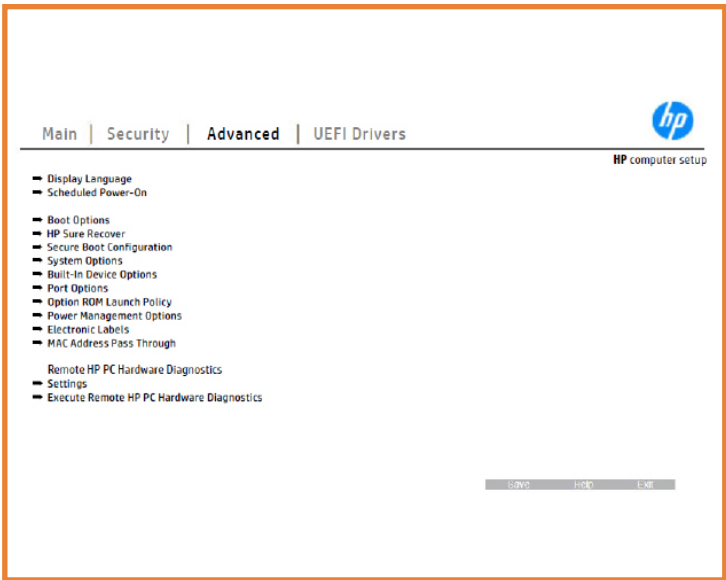 hp
Main | Security | Advanced | UEFI Drivers
HP computer setup
Display Language
Scheduled Power-On
Boot Options
HP Sure Recover
Secure Boot Configuration
System Options
Built-In Device Options
Port Options
Option ROM Launch Policy
Power Management Options
Electronic Labels
MAC Address Pass Through
Remote HP PC Hardware Diagnostics
Settings
Execute Remote HP PC Hardware Diagnostics
Save Help Exit